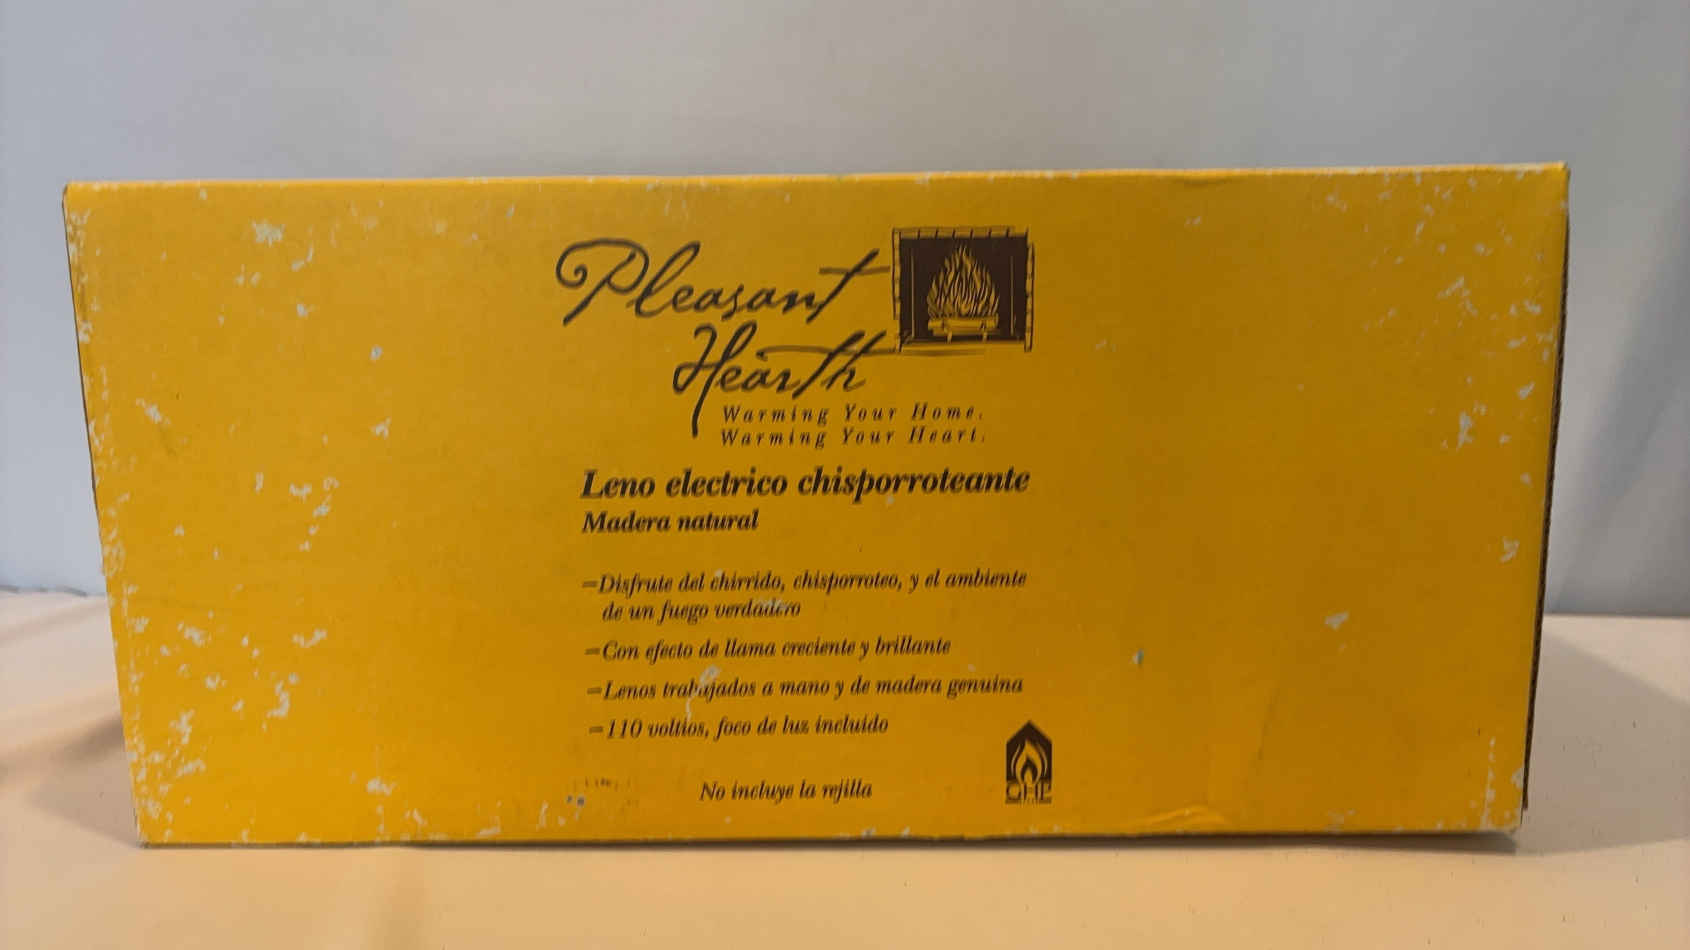 Pleasant
Hearth
Warming Your Home.
Warming Your Heart.
Leno electrico chisporroteante
Madera natural
–Disfrute del chirrido, chisporroteo, y el ambiente
de un fuego verdadero
–Con efecto de llama creciente y brillante
–Lenos trabajados a mano y de madera genuina
–110 voltios, foco de luz incluido
No incluye la rejilla
GHP